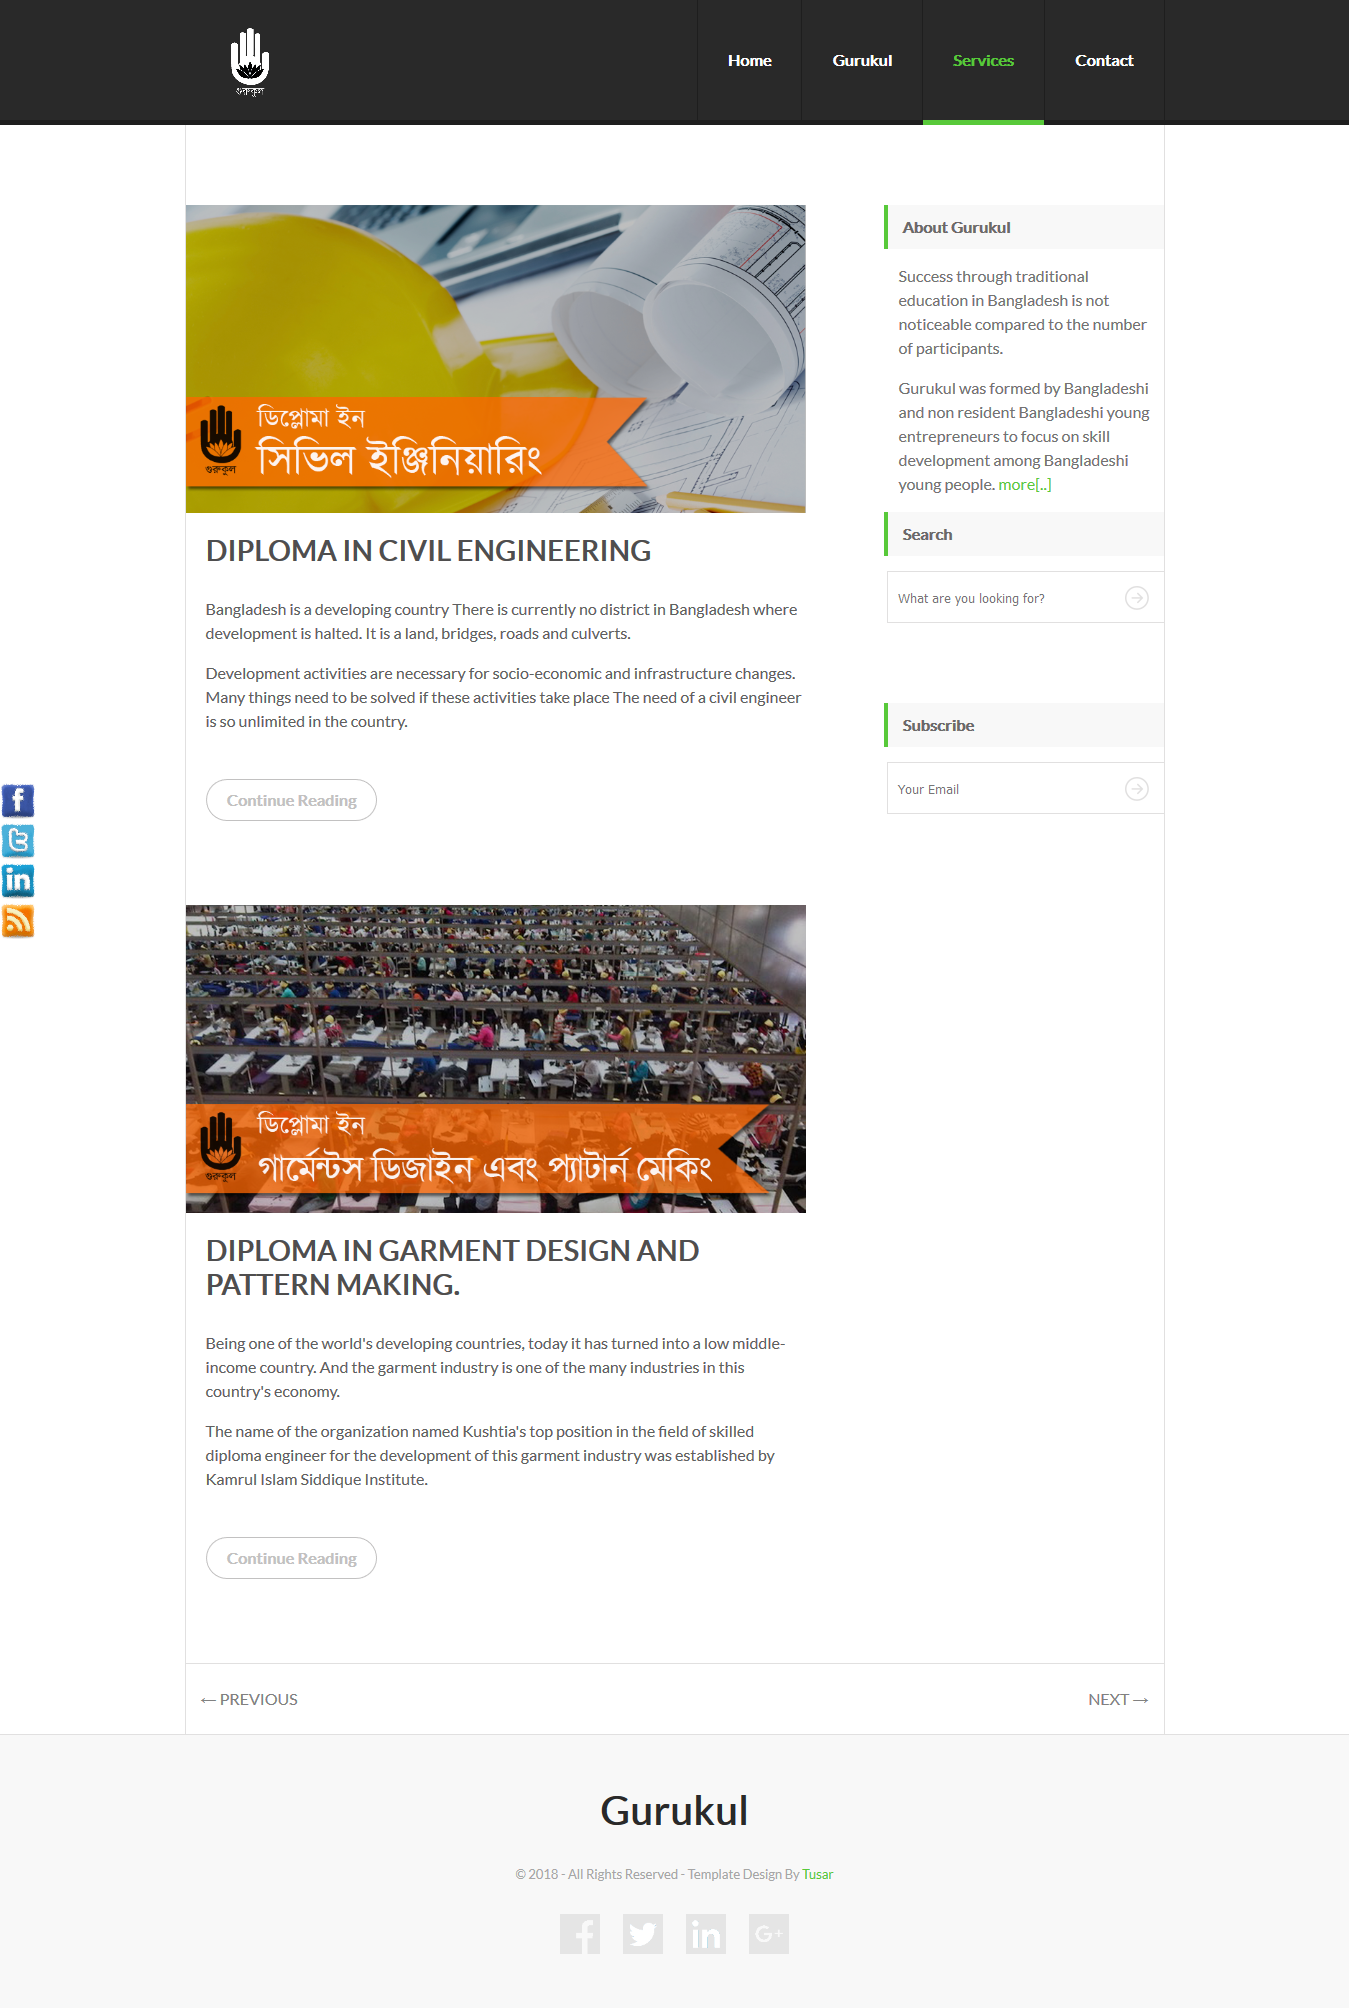 গুরুকুল
Home
Gurukul
Services
Contact
ডিপ্লোমা ইন
সিভিল ইঞ্জিনিয়ারিং
গুরুকুল
DIPLOMA IN CIVIL ENGINEERING
Bangladesh is a developing country There is currently no district in Bangladesh where
development is halted. It is a land, bridges, roads and culverts.
Development activities are necessary for socio-economic and infrastructure changes.
Many things need to be solved if these activities take place The need of a civil engineer
is so unlimited in the country.
Continue Reading
ডিপ্লোমা ইন
গার্মেন্টস ডিজাইন এবং প্যাটার্ন মেকিং
গুরুকুল
DIPLOMA IN GARMENT DESIGN AND
PATTERN MAKING.
Being one of the world's developing countries, today it has turned into a low middle-
income country. And the garment industry is one of the many industries in this
country's economy.
The name of the organization named Kushtia's top position in the field of skilled
diploma engineer for the development of this garment industry was established by
Kamrul Islam Siddique Institute.
Continue Reading
About Gurukul
Success through traditional
education in Bangladesh is not
noticeable compared to the number
of participants.
Gurukul was formed by Bangladeshi
and non resident Bangladeshi young
entrepreneurs to focus on skill
development among Bangladeshi
young people. more[..]
Search
What are you looking for?
Subscribe
Your Email
← PREVIOUS
NEXT →
Gurukul
© 2018 - All Rights Reserved - Template Design By Tusar